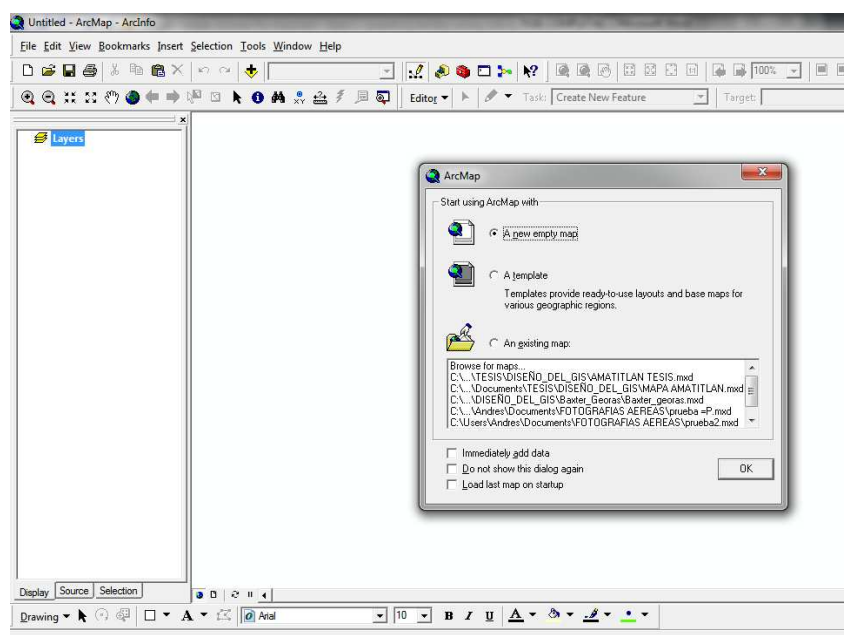 Untitled - ArcMap - ArcInfo
File Edit View Bookmarks Insert Selection Tools Window Help
100%
Editor Task: Create New Feature Target:
Layers
ArcMap
Start using ArcMap with
A new empty map
A template
Templates provide ready-to-use layouts and base maps for
various geographic regions.
An existing map:
Browse for maps...
C:\...\TESIS\DISEÑO_DEL_GIS\AMATITLAN TESIS.mxd
C:\...\Documents\TESIS\DISEÑO_DEL_GIS\MAPA AMATITLAN.mxd
C:\...\DISEÑO_DEL_GIS\Baxter_Georas\Baxter_georas.mxd
C:\...\Andres\Documents\FOTOGRAFIAS AEREAS\prueba =P.mxd
C:\Users\Andres\Documents\FOTOGRAFIAS AEREAS\prueba2.mxd
Immediately add data
Do not show this dialog again
Load last map on startup
OK
Display Source Selection
Drawing A Arial 10 B I U A